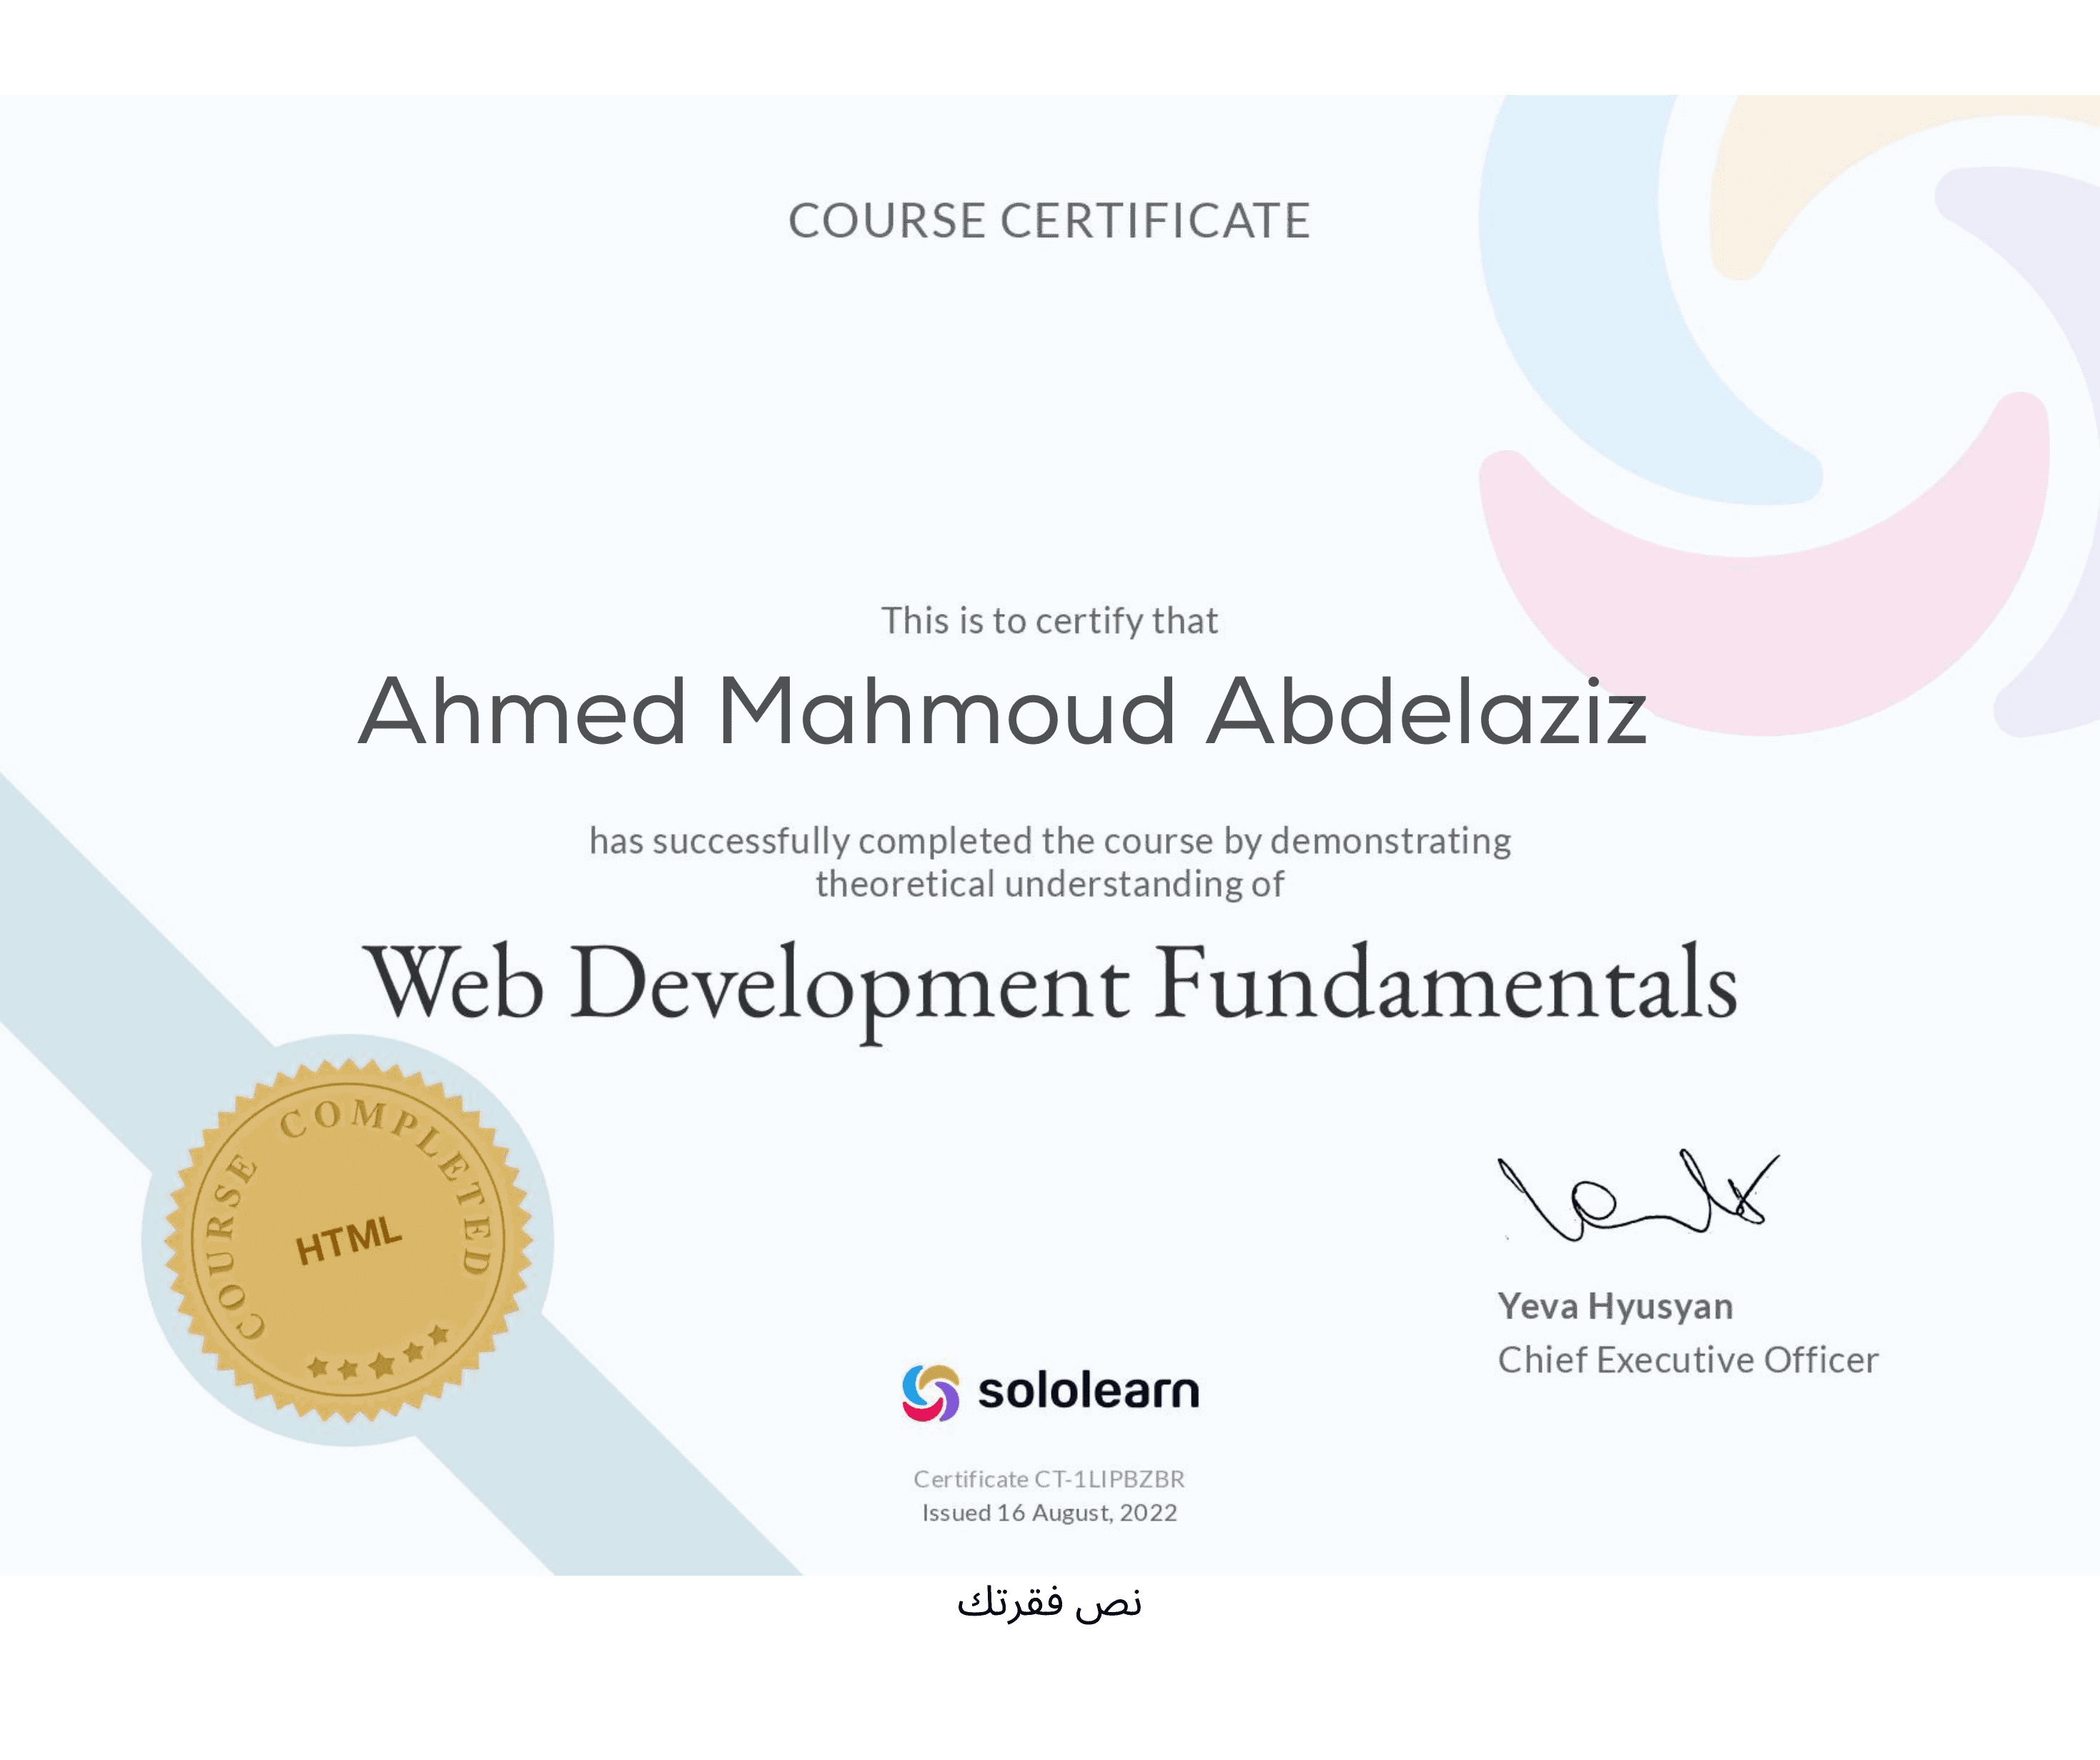 COURSE CERTIFICATE
This is to certify that
Ahmed Mahmoud Abdelaziz
has successfully completed the course by demonstrating
theoretical understanding of
Web Development Fundamentals
COURSE COMPLETED
HTML
Yeva Hyusyan
Chief Executive Officer
sololearn
Certificate CT-1LIPBZBR
Issued 16 August, 2022
نص فقرتك